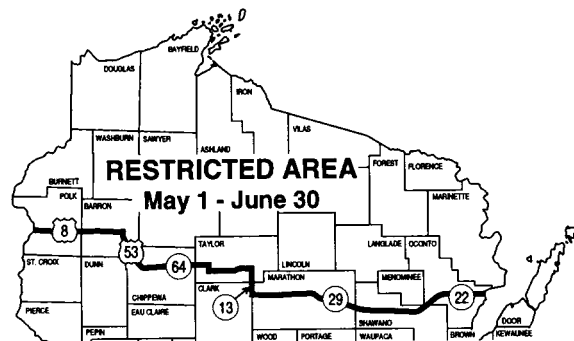 BAYFIELD
DOUGLAS
IRON
VILAS
WASHBURN SAWYER
ASHLAND
FOREST FLORENCE
RESTRICTED AREA
BURNETT
MARINETTE
POLK
May 1 - June 30
BARRON
8
53
TAYLOR
LANGLADE OCONTO
ST. CROIX
DUNN
64
LINCOLN
MARATHON
MENOMINEE
CLARK
29
22
CHIPPEWA
13
PIERCE
EAU CLAIRE
SHAWANO
DOOR
PEPIN
WOOD PORTAGE WAUPACA
BROWN KEWAUNEE